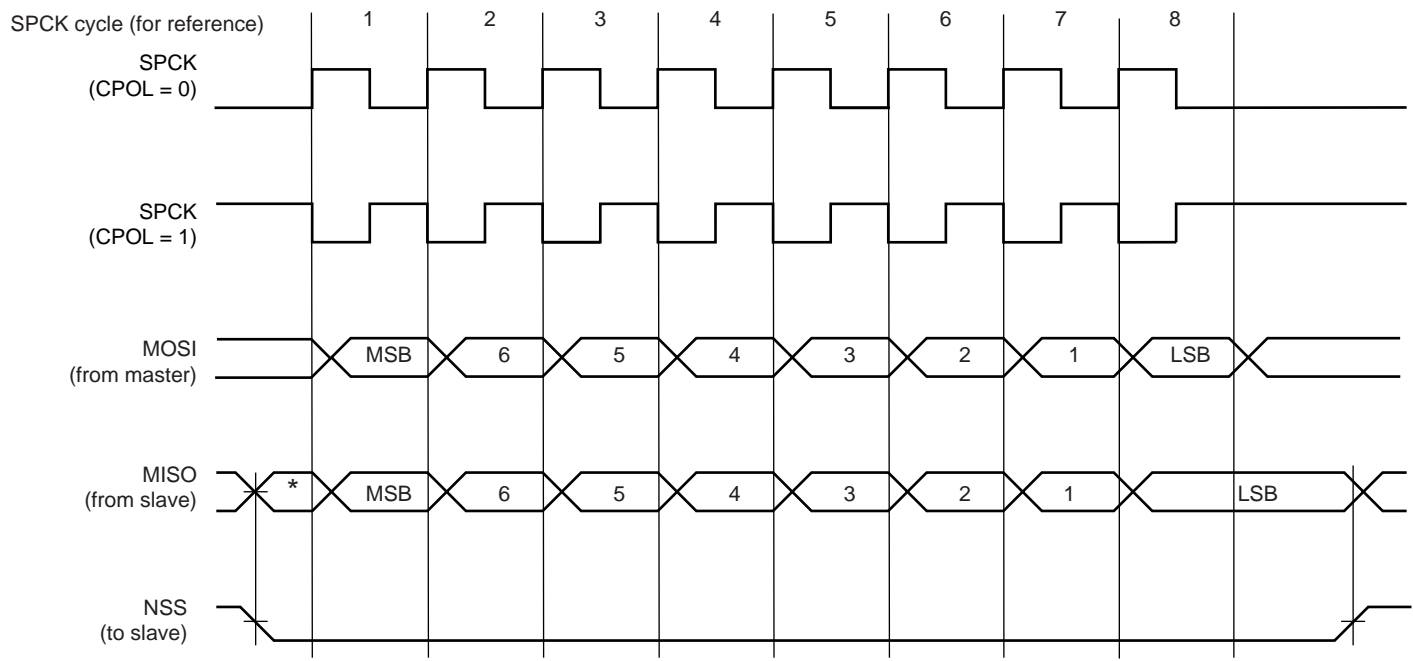 SPCK cycle (for reference) 1 2 3 4 5 6 7 8
SPCK
(CPOL = 0)
SPCK
(CPOL = 1)
MOSI
(from master)
MSB 6 5 4 3 2 1 LSB
MISO
(from slave)
* MSB 6 5 4 3 2 1 LSB
NSS
(to slave)